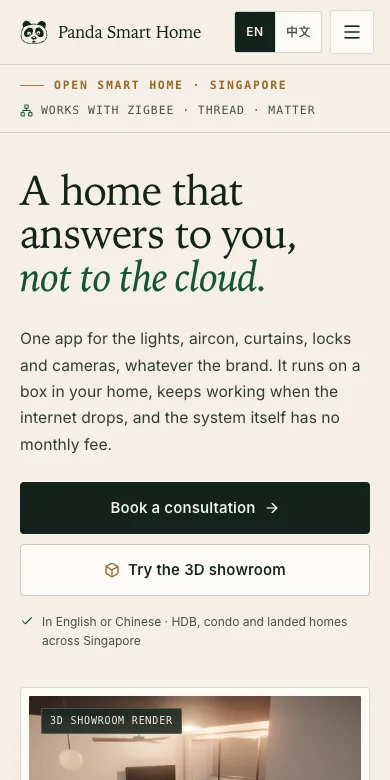 Panda Smart Home
EN
中文
OPEN SMART HOME · SINGAPORE
WORKS WITH ZIGBEE · THREAD · MATTER
A home that
answers to you,
not to the cloud.
One app for the lights, aircon, curtains, locks
and cameras, whatever the brand. It runs on a
box in your home, keeps working when the
internet drops, and the system itself has no
monthly fee.
Book a consultation →
Try the 3D showroom
In English or Chinese · HDB, condo and landed homes
across Singapore
3D SHOWROOM RENDER